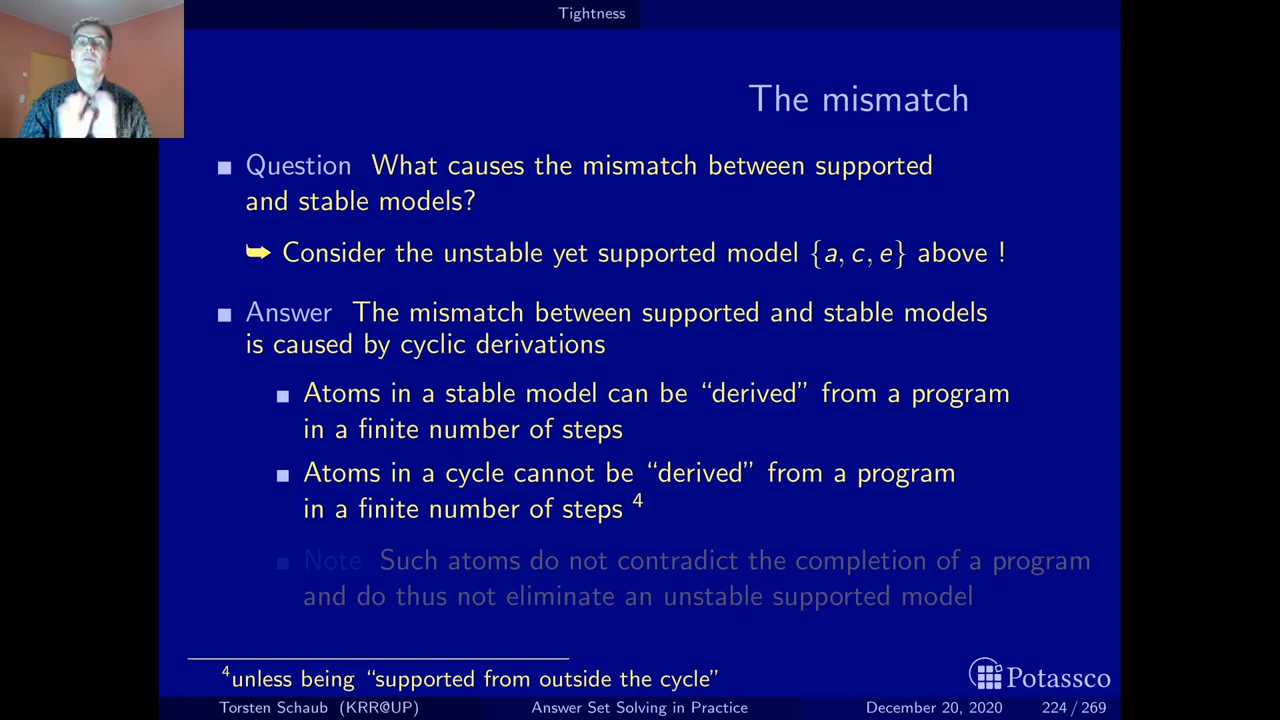 Tightness
The mismatch
Question What causes the mismatch between supported
and stable models?
➥ Consider the unstable yet supported model {a, c, e} above !
Answer The mismatch between supported and stable models
is caused by cyclic derivations
Atoms in a stable model can be “derived” from a program
in a finite number of steps
Atoms in a cycle cannot be “derived” from a program
in a finite number of steps 4
Note Such atoms do not contradict the completion of a program
and do thus not eliminate an unstable supported model
4unless being “supported from outside the cycle”
Potassco
Torsten Schaub (KRR@UP) Answer Set Solving in Practice December 20, 2020 224 / 269